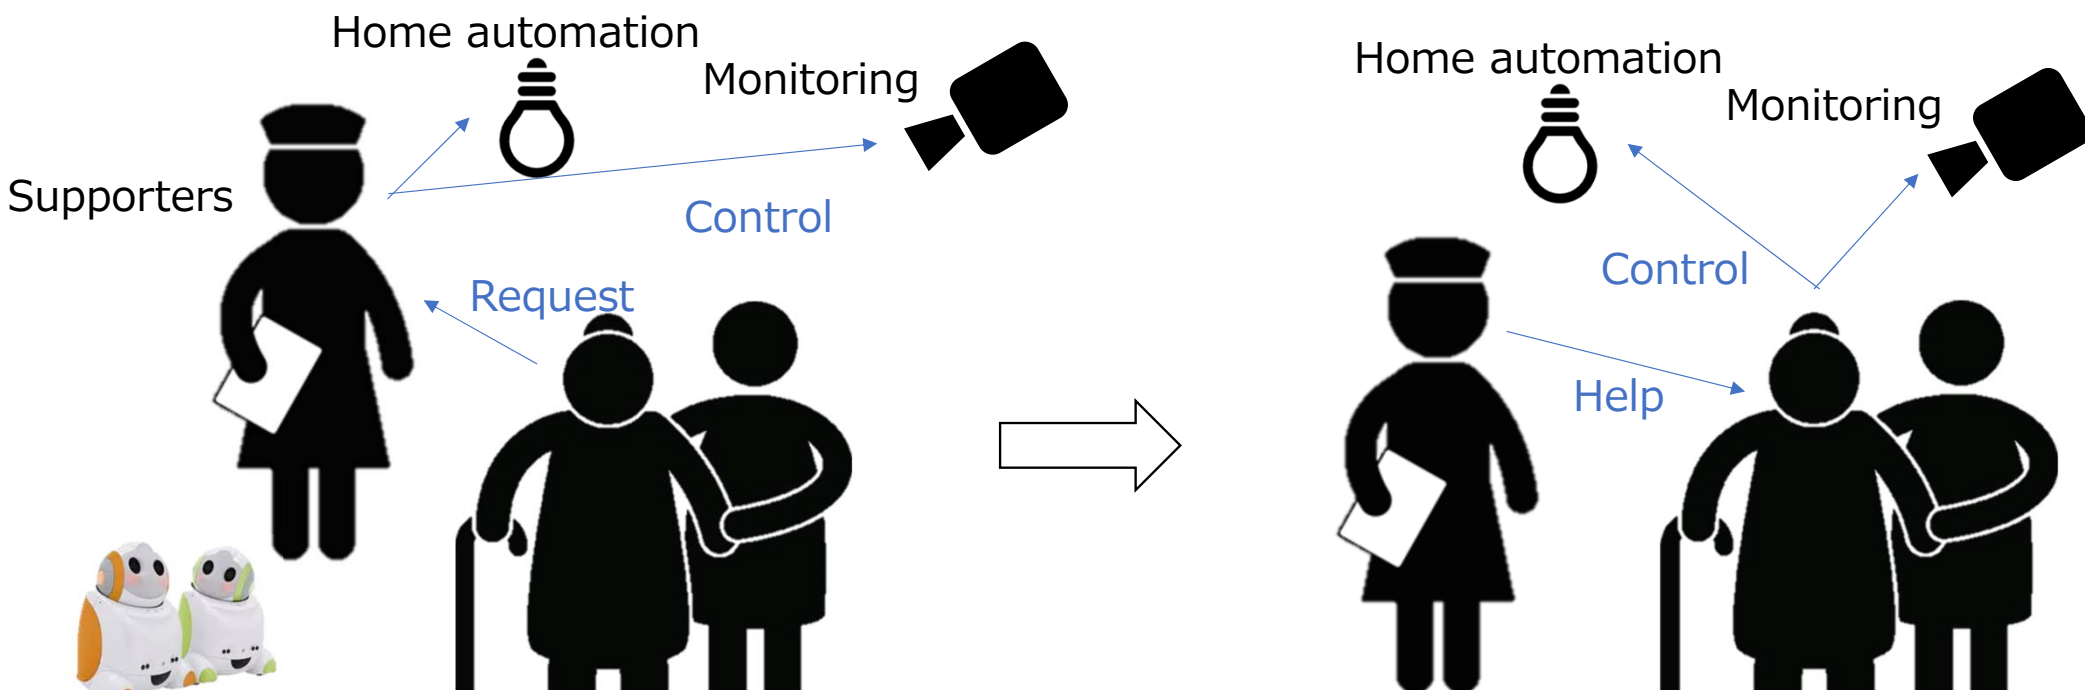 Home automation
Monitoring
Supporters
Control
Request
Home automation
Monitoring
Control
Help